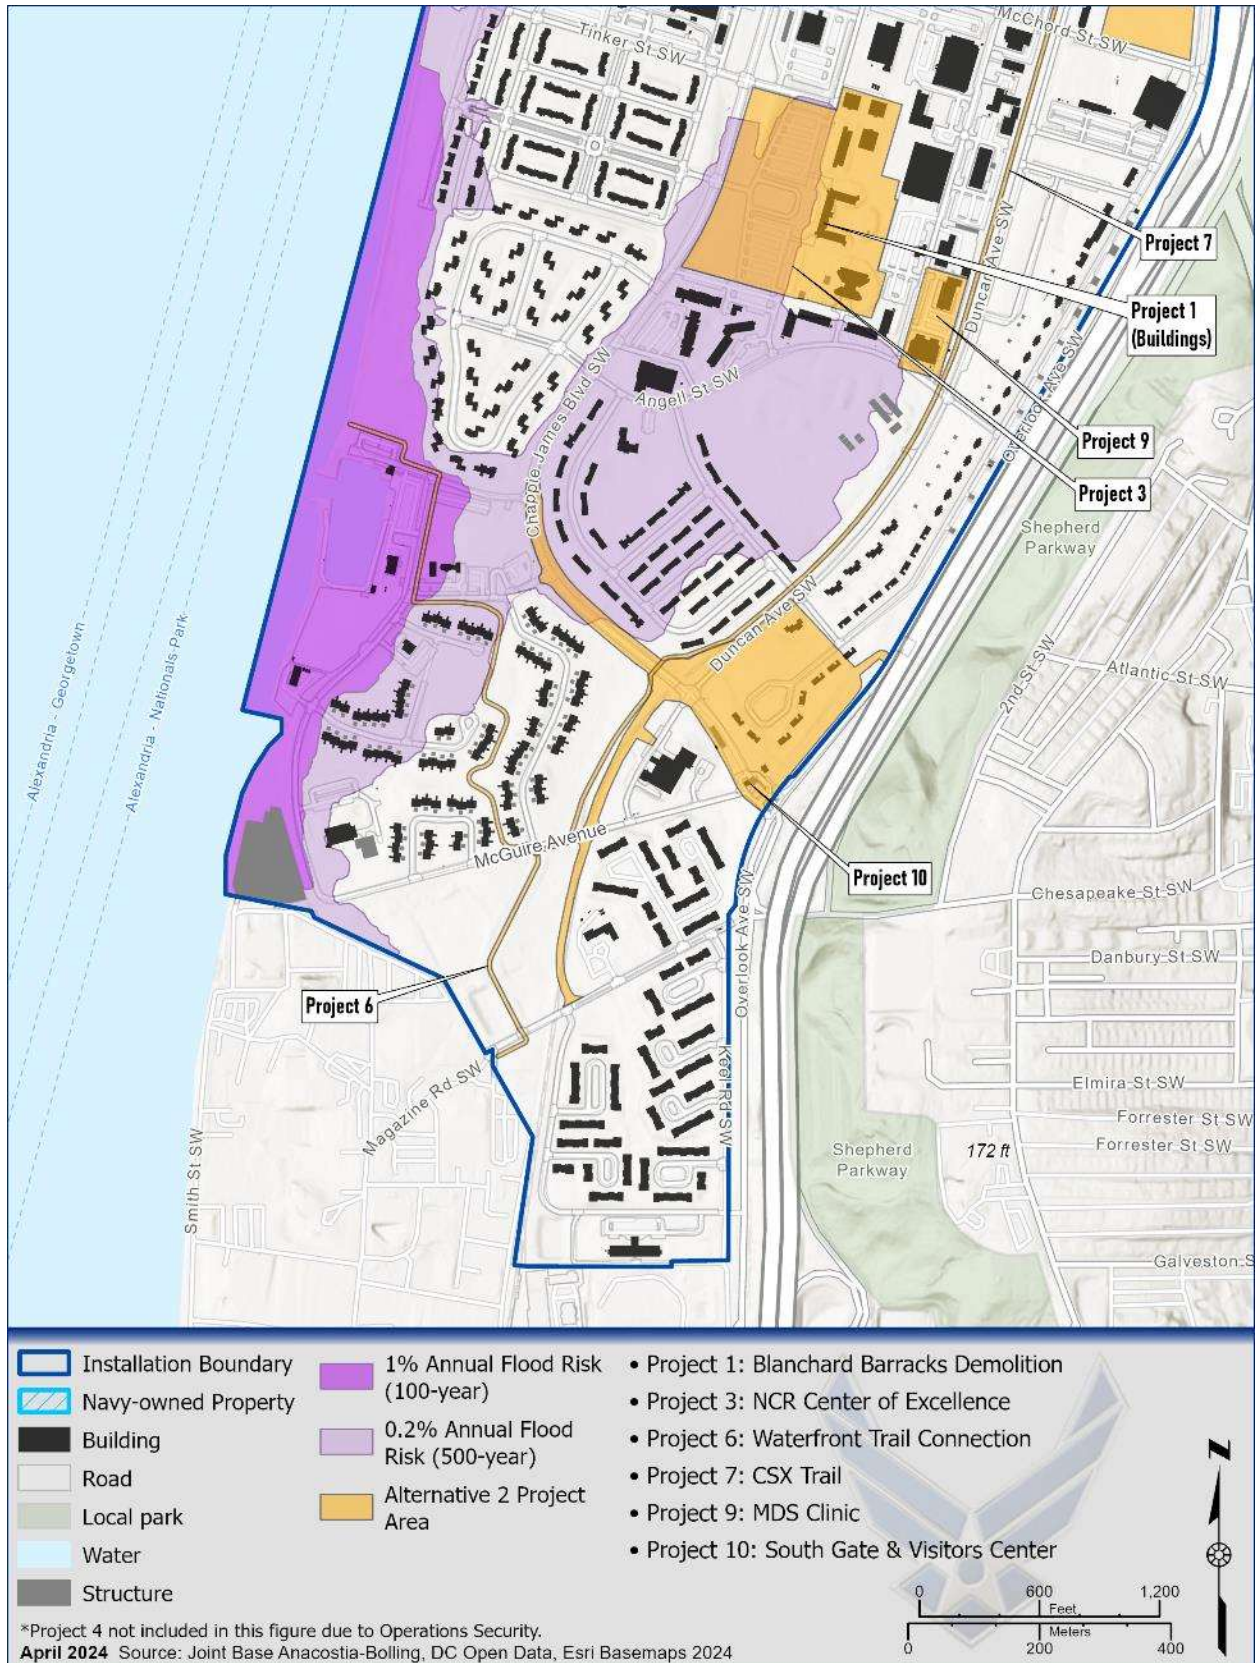 McChord St SW
Tinker St SW
Project 7
Duncan Ave SW
Project 1
(Buildings)
Overlook Ave SW
Chappie James Blvd SW
Angell St SW
Project 9
Project 3
Shepherd
Parkway
Duncan Ave SW
2nd St SW
Atlantic St SW
Alexandria - Georgetown
Alexandria - Nationals-Park
McGuire Avenue
Project 10
Chesapeake St SW
Overlook Ave SW
Danbury St SW
Project 6
Keel Rd SW
Magazine Rd SW
Elmira St SW
Forrester St SW
Forrester St SW
Shepherd
Parkway
172 ft
Smith St SW
Galveston S
Installation Boundary
Navy-owned Property
Building
Road
Local park
Water
Structure
1% Annual Flood Risk
(100-year)
0.2% Annual Flood
Risk (500-year)
Alternative 2 Project
Area
• Project 1: Blanchard Barracks Demolition
• Project 3: NCR Center of Excellence
• Project 6: Waterfront Trail Connection
• Project 7: CSX Trail
• Project 9: MDS Clinic
• Project 10: South Gate & Visitors Center
N
0 600 1,200
Feet
Meters
0 200 400
*Project 4 not included in this figure due to Operations Security.
April 2024 Source: Joint Base Anacostia-Bolling, DC Open Data, Esri Basemaps 2024